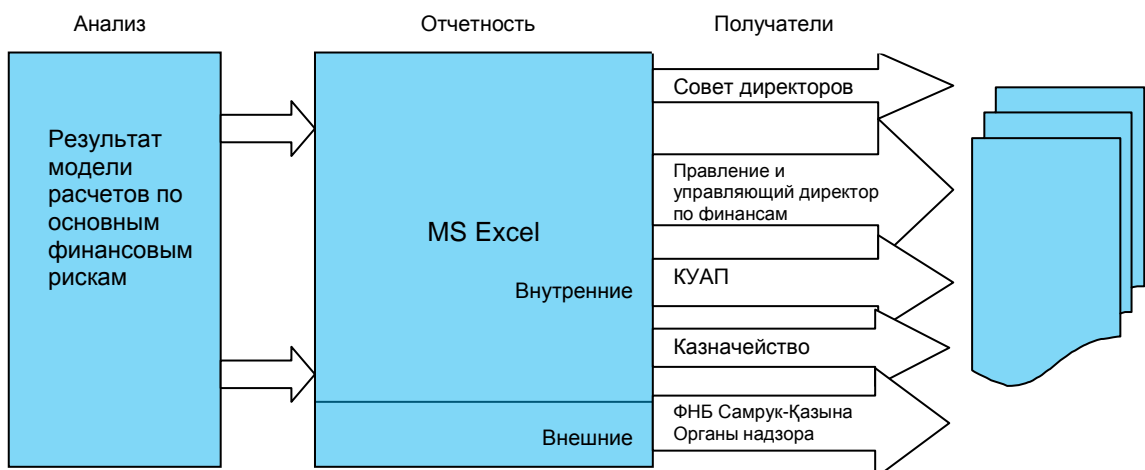 Анализ
Отчетность
Получатели
Результат
модели
расчетов по
основным
финансовым
рискам
MS Excel
Внутренние
Внешние
Совет директоров
Правление и
управляющий директор
по финансам
КУАП
Казначейство
ФНБ Самрук-Қазына
Органы надзора